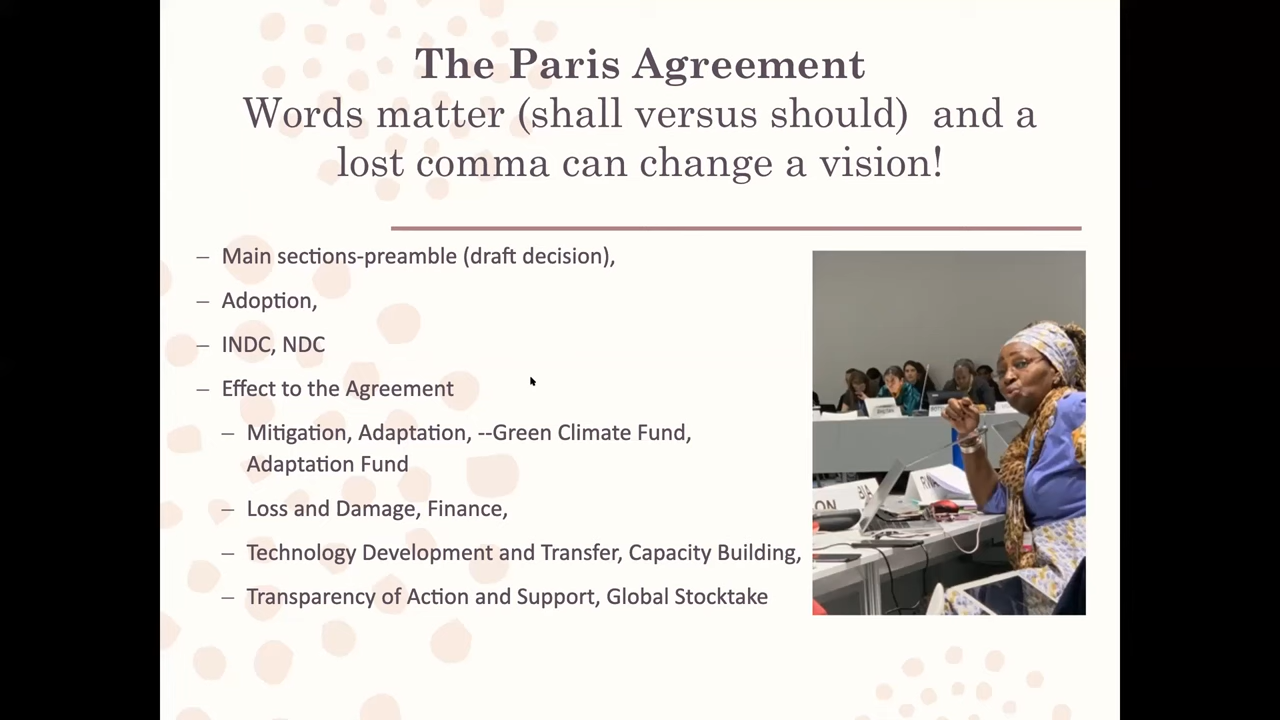 The Paris Agreement
Words matter (shall versus should)  and a
lost comma can change a vision!
– Main sections-preamble (draft decision),
– Adoption,
– INDC, NDC
– Effect to the Agreement
– Mitigation, Adaptation, --Green Climate Fund,
Adaptation Fund
– Loss and Damage, Finance,
– Technology Development and Transfer, Capacity Building,
– Transparency of Action and Support, Global Stocktake